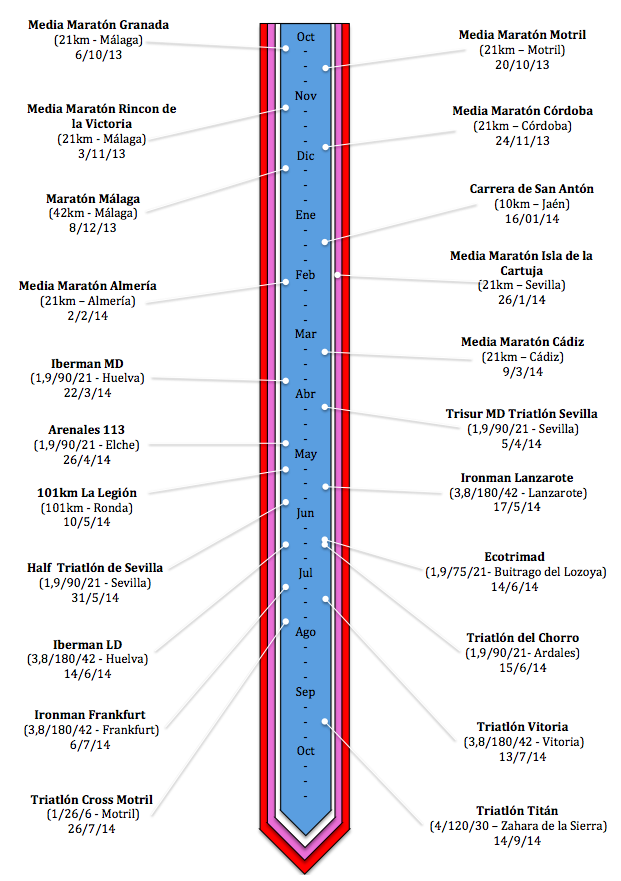 Media Maratón Granada
(21km - Málaga)
6/10/13
Media Maratón Rincon de
la Victoria
(21km - Málaga)
3/11/13
Maratón Málaga
(42km - Málaga)
8/12/13
Media Maratón Almería
(21km – Almería)
2/2/14
Iberman MD
(1,9/90/21 - Huelva)
22/3/14
Arenales 113
(1,9/90/21 - Elche)
26/4/14
101km La Legión
(101km - Ronda)
10/5/14
Half Triatlón de Sevilla
(1,9/90/21 - Sevilla)
31/5/14
Iberman LD
(3,8/180/42 - Huelva)
14/6/14
Ironman Frankfurt
(3,8/180/42 - Frankfurt)
6/7/14
Triatlón Cross Motril
(1/26/6 - Motril)
26/7/14
Oct
-
-
-
Nov
-
-
-
Dic
-
-
-
Ene
-
-
-
Feb
-
-
-
Mar
-
-
-
Abr
-
-
-
May
-
-
-
Jun
-
-
-
Jul
-
-
-
Ago
-
-
-
Sep
-
-
-
Oct
-
-
-
Media Maratón Motril
(21km – Motril)
20/10/13
Media Maratón Córdoba
(21km – Córdoba)
24/11/13
Carrera de San Antón
(10km – Jaén)
16/01/14
Media Maratón Isla de la
Cartuja
(21km – Sevilla)
26/1/14
Media Maratón Cádiz
(21km – Cádiz)
9/3/14
Trisur MD Triatlón Sevilla
(1,9/90/21 - Sevilla)
5/4/14
Ironman Lanzarote
(3,8/180/42 - Lanzarote)
17/5/14
Ecotrimad
(1,9/75/21- Buitrago del Lozoya)
14/6/14
Triatlón del Chorro
(1,9/90/21- Ardales)
15/6/14
Triatlón Vitoria
(3,8/180/42 - Vitoria)
13/7/14
Triatlón Titán
(4/120/30 – Zahara de la Sierra)
14/9/14